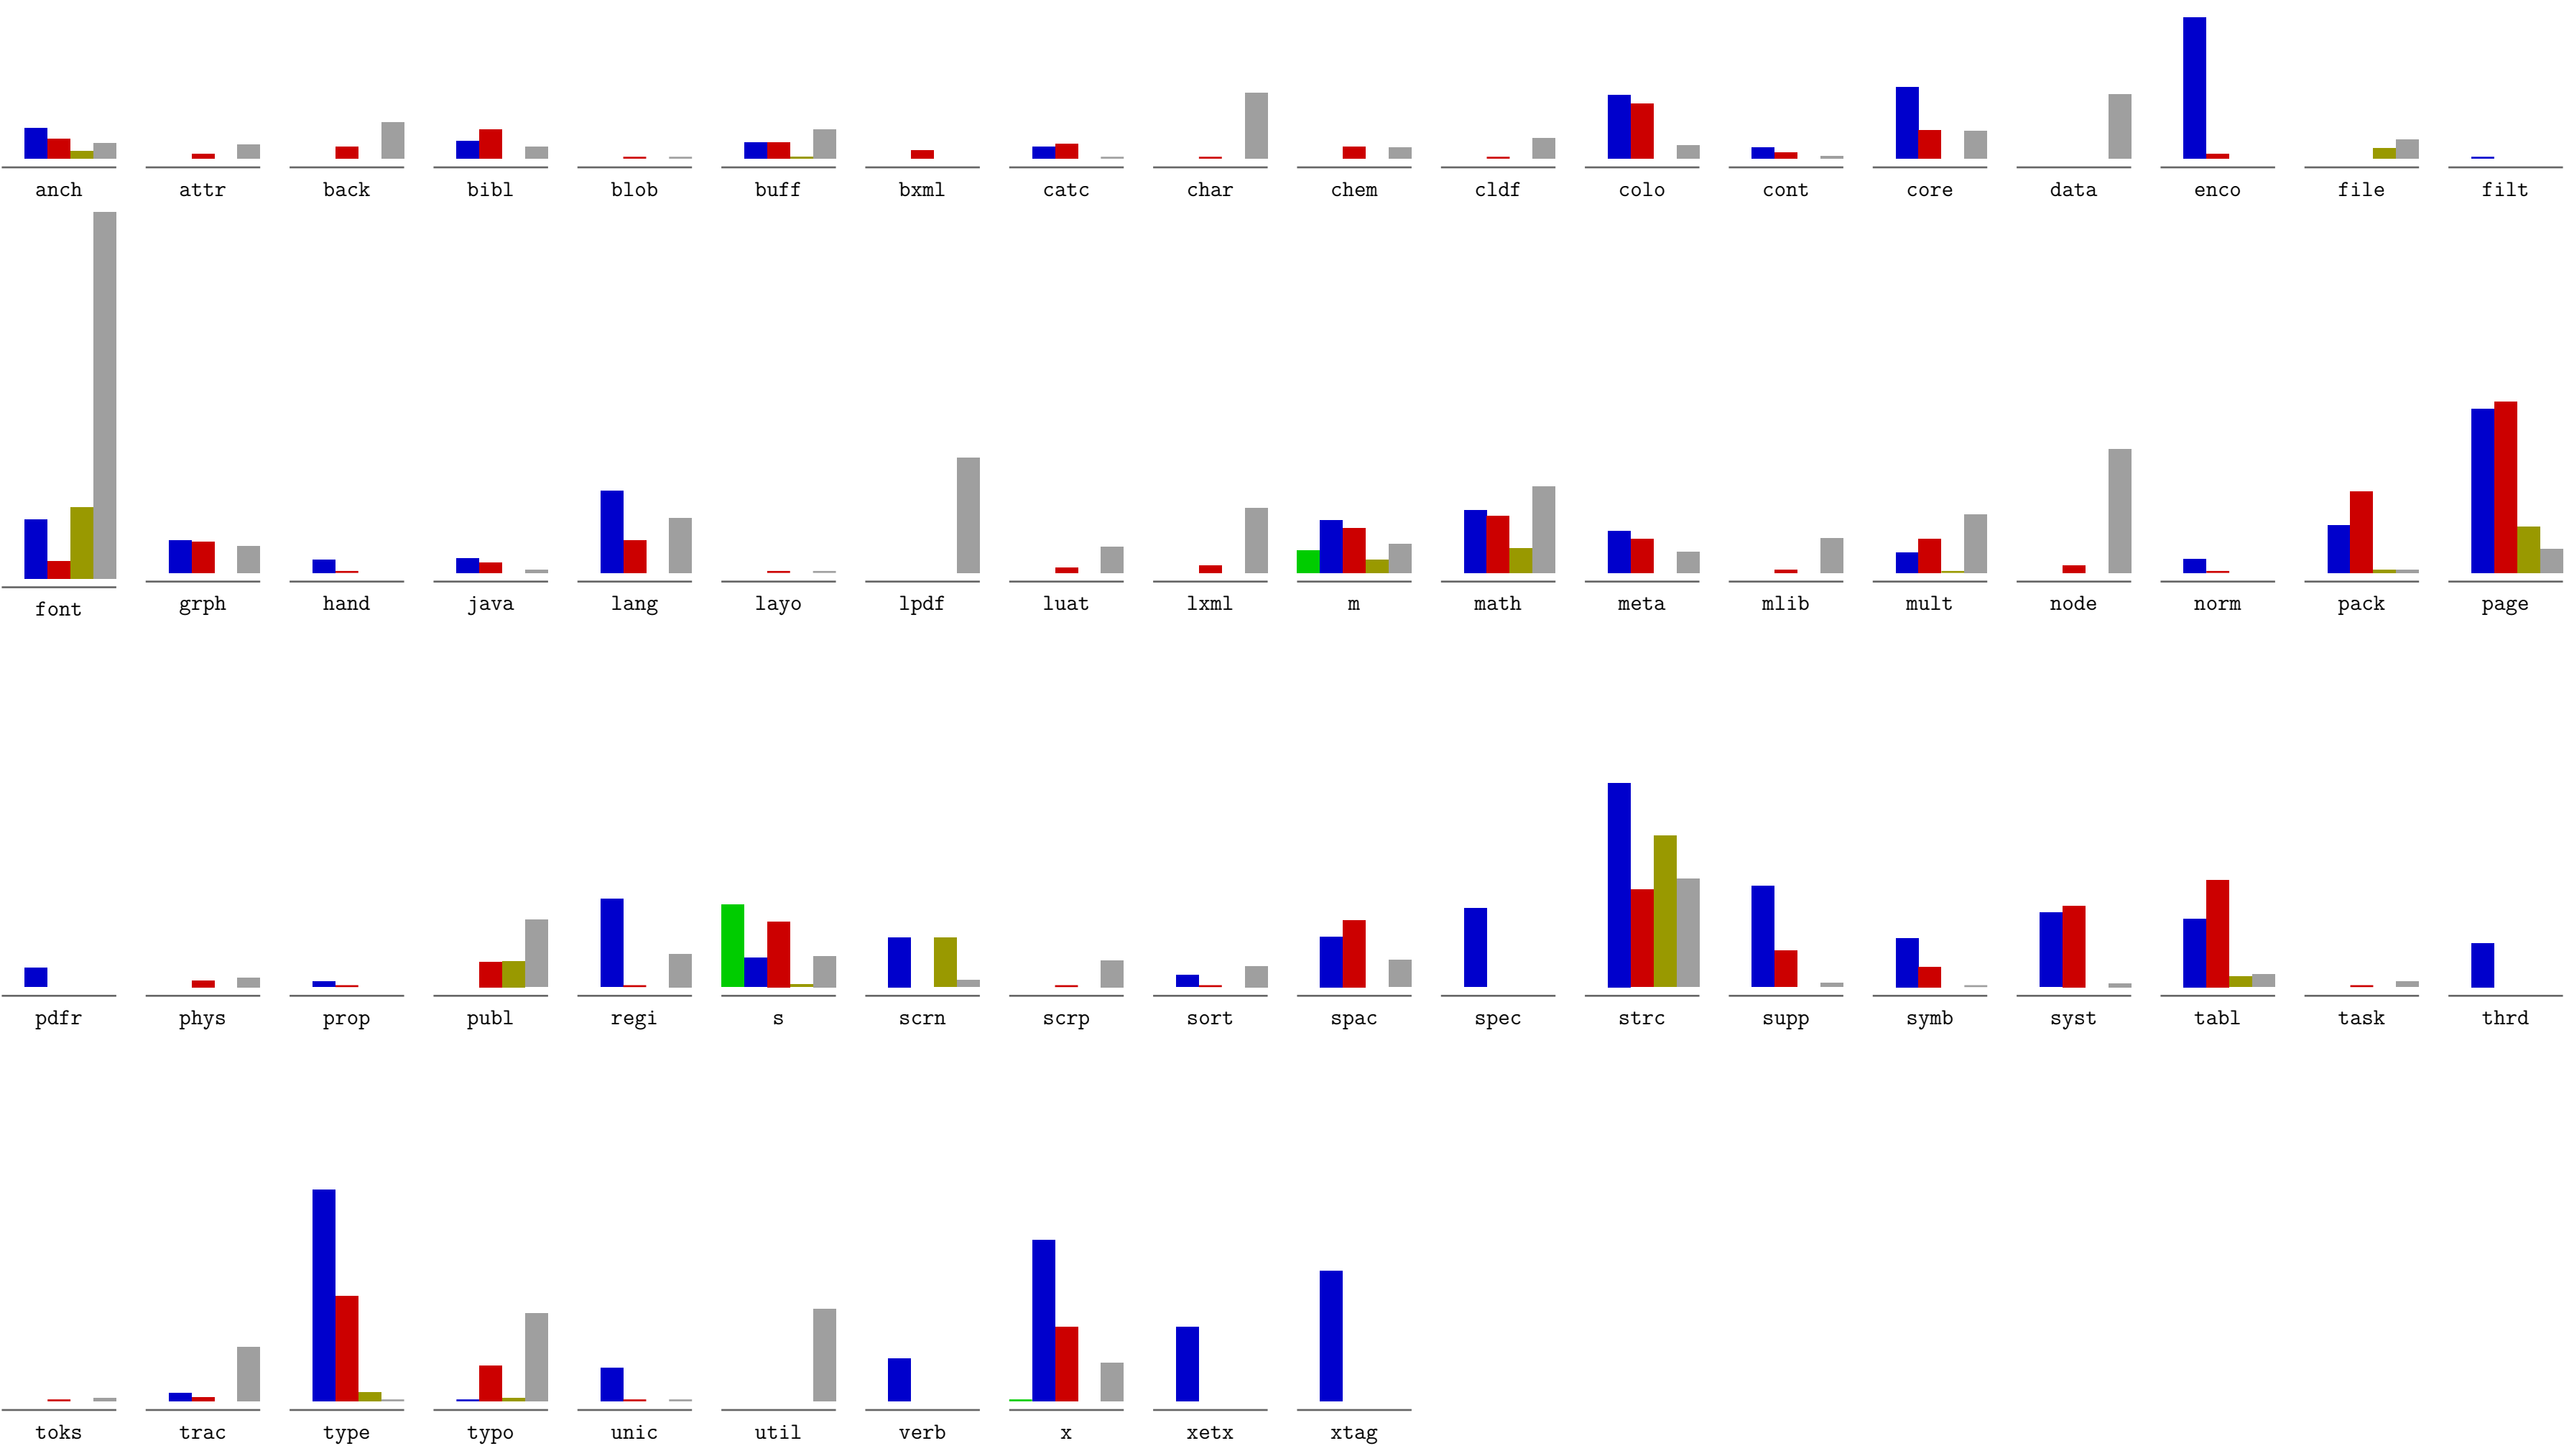 anch attr back bibl blob buff bxml catc char chem cldf colo cont core data enco file filt
font grph hand java lang layo lpdf luat lxml m math meta mlib mult node norm pack page
pdfr phys prop publ regi s scrn scrp sort spac spec strc supp symb syst tabl task thrd
toks trac type typo unic util verb x xetx xtag